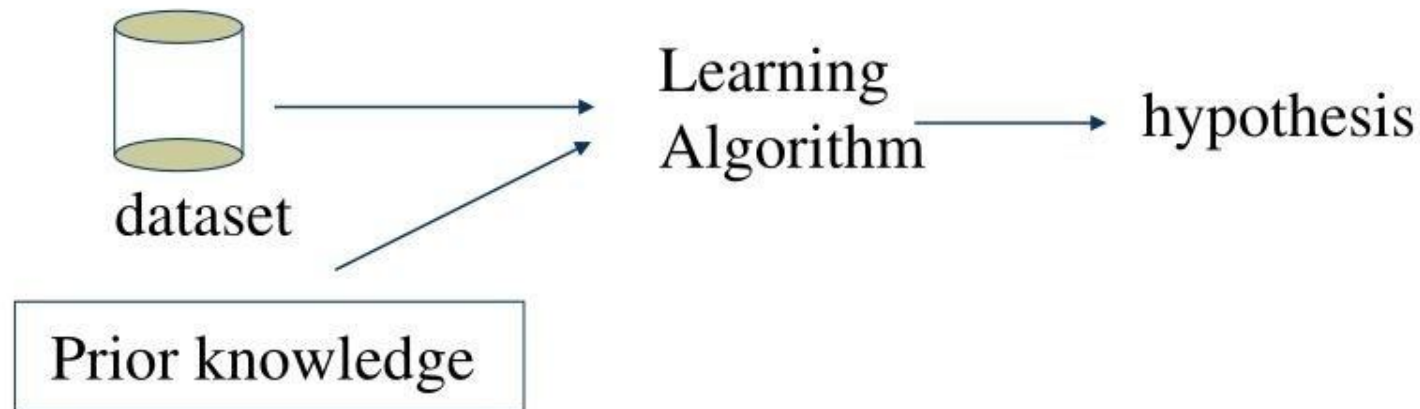 Learning
Algorithm
hypothesis
dataset
Prior knowledge